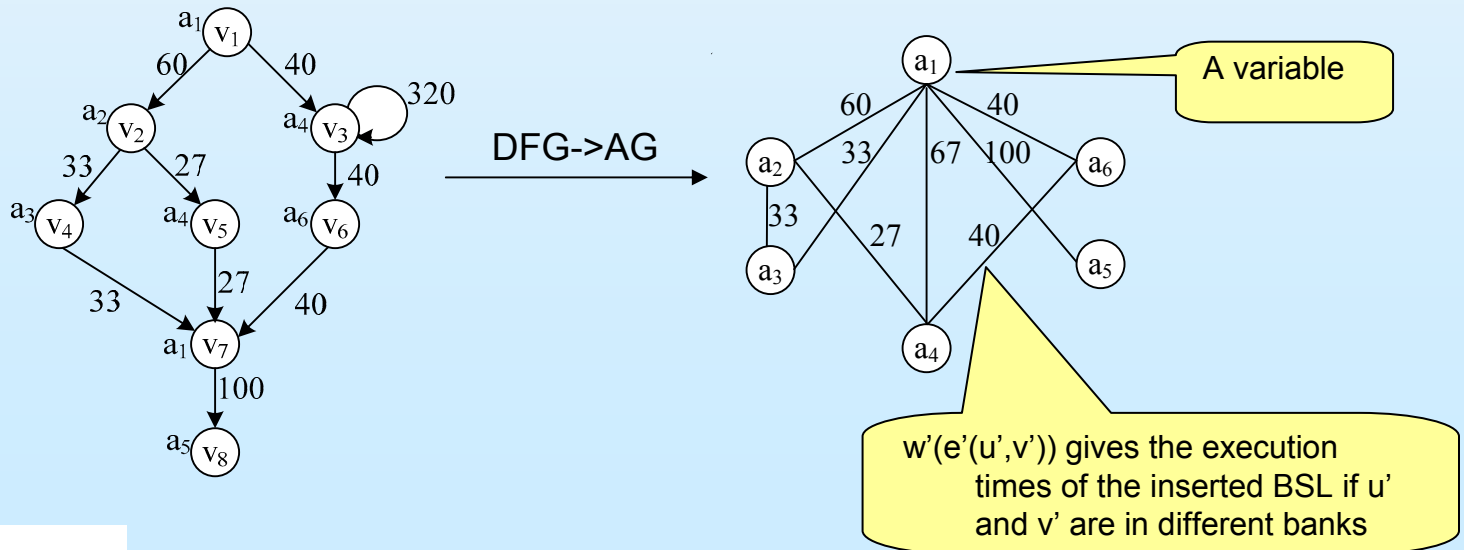 a₁
v₁
60
40
a₂
v₂
a₄
v₃
320
33
27
40
a₃
v₄
a₄
v₅
a₆
v₆
33
27
40
a₁
v₇
100
a₅
v₈
DFG->AG
a₁
A variable
60
40
a₂
33
67
100
a₆
33
27
40
a₃
a₅
a₄
w'(e'(u',v')) gives the execution
times of the inserted BSL if u'
and v' are in different banks